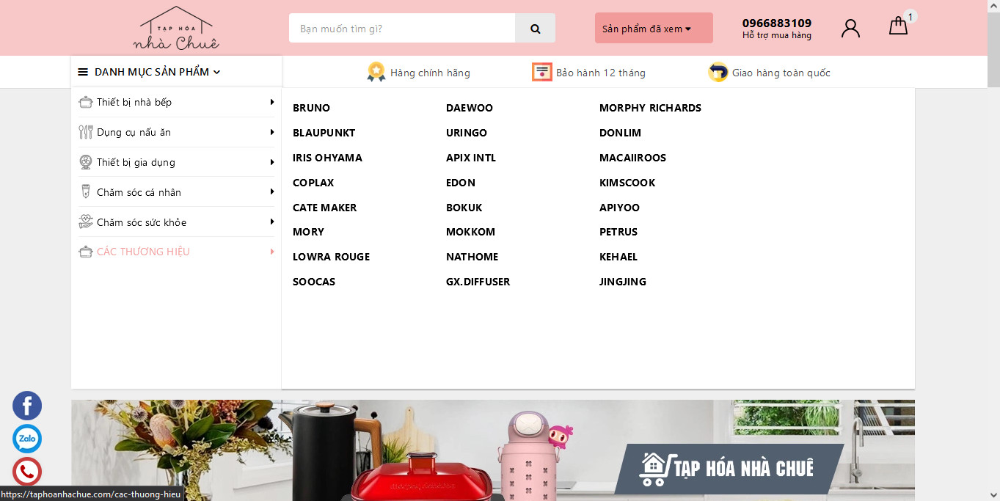 TẠP HÓA
nhà Chuê
Bạn muốn tìm gì?
Sản phẩm đã xem
0966883109
Hỗ trợ mua hàng
1
DANH MỤC SẢN PHẨM
Hàng chính hãng
Bảo hành 12 tháng
Giao hàng toàn quốc
Thiết bị nhà bếp
Dụng cụ nấu ăn
Thiết bị gia dụng
Chăm sóc cá nhân
Chăm sóc sức khỏe
CÁC THƯƠNG HIỆU
BRUNO DAEWOO MORPHY RICHARDS
BLAUPUNKT URINGO DONLIM
IRIS OHYAMA APIX INTL MACAIIROOS
COPLAX EDON KIMSCOOK
CATE MAKER BOKUK APIYOO
MORY MOKKOM PETRUS
LOWRA ROUGE NATHOME KEHAEL
SOOCAS GX.DIFFUSER JINGJING
Zalo
TẠP HÓA NHÀ CHUÊ
https://taphoanhachue.com/cac-thuong-hieu